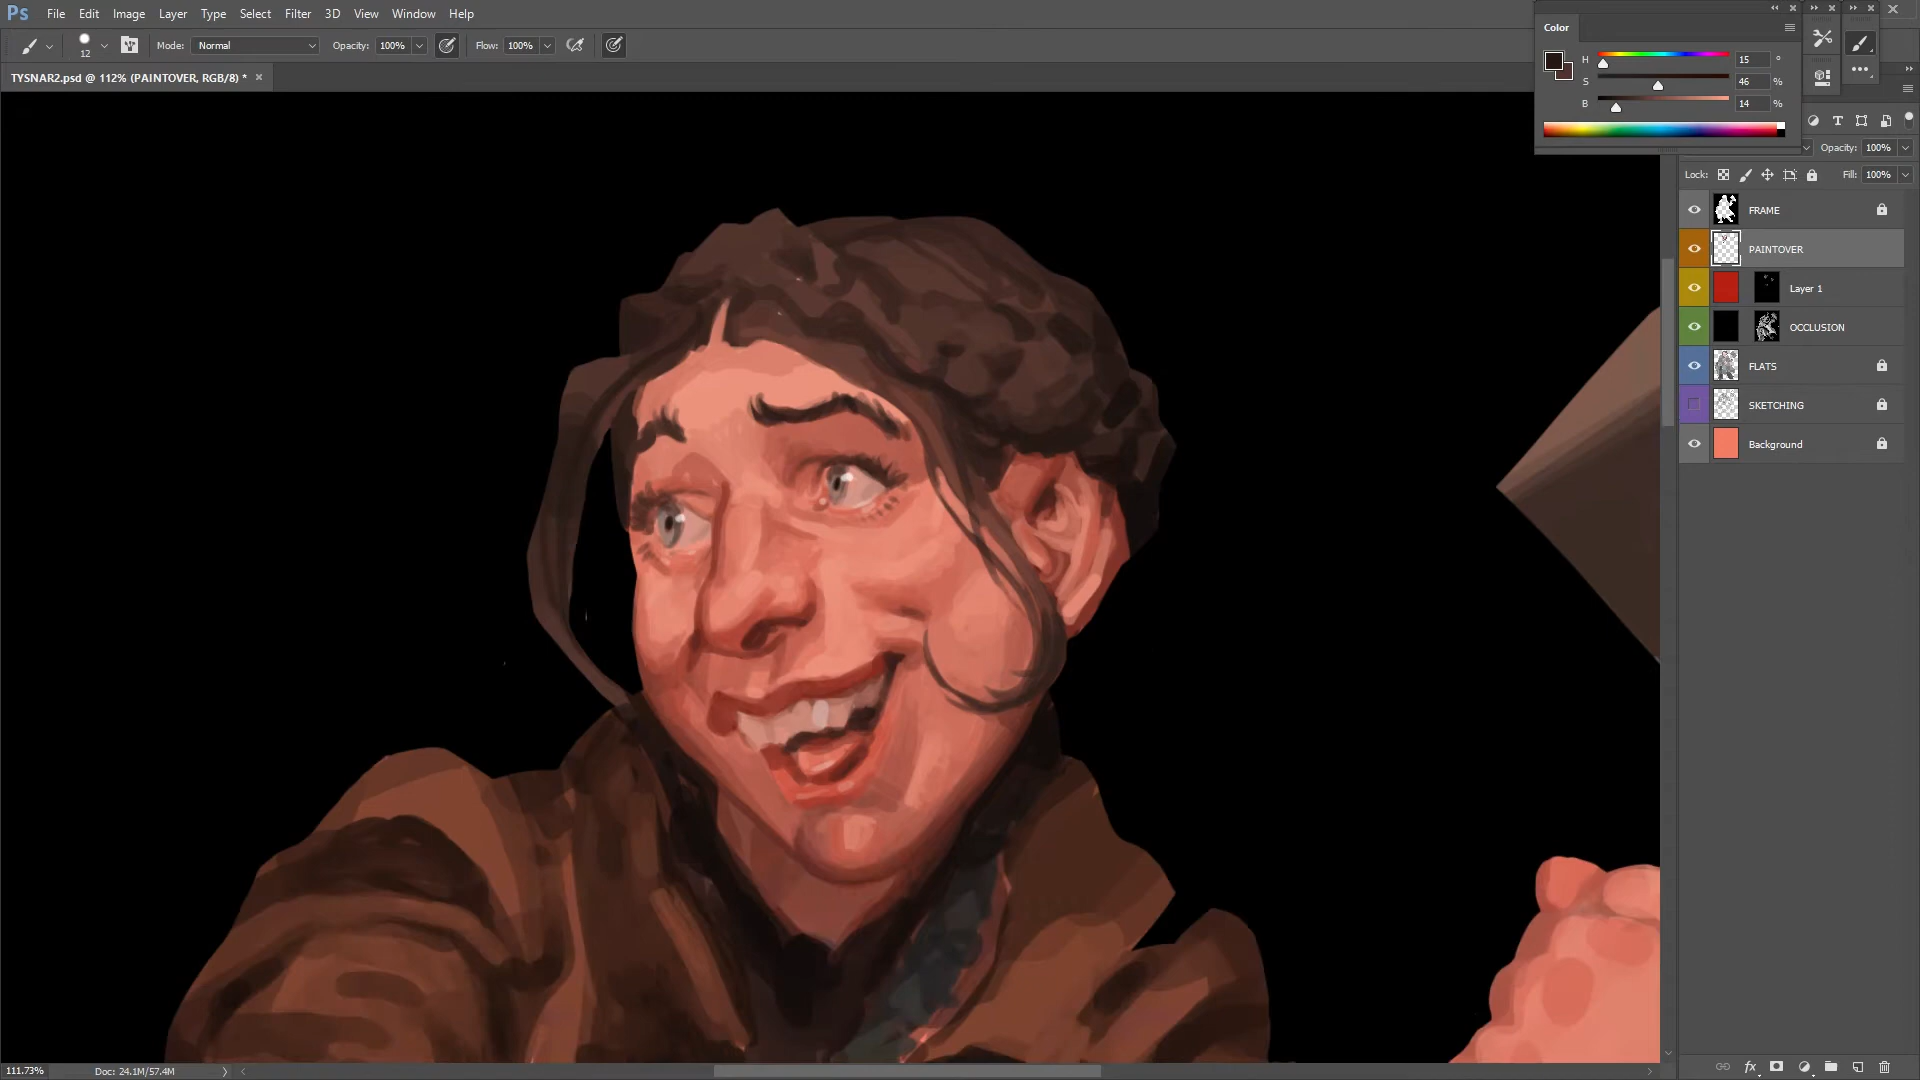 Ps File Edit Image Layer Type Select Filter 3D View Window Help
12 Mode: Normal Opacity: 100% Flow: 100%
TYSNAR2.psd @ 112% (PAINTOVER, RGB/8) * ×
Color
H 15 °
S 46 %
B 14 %
Opacity: 100%
Lock: Fill: 100%
FRAME
PAINTOVER
Layer 1
OCCLUSION
FLATS
SKETCHING
Background
111.73% Doc: 24.1M/57.4M
fx